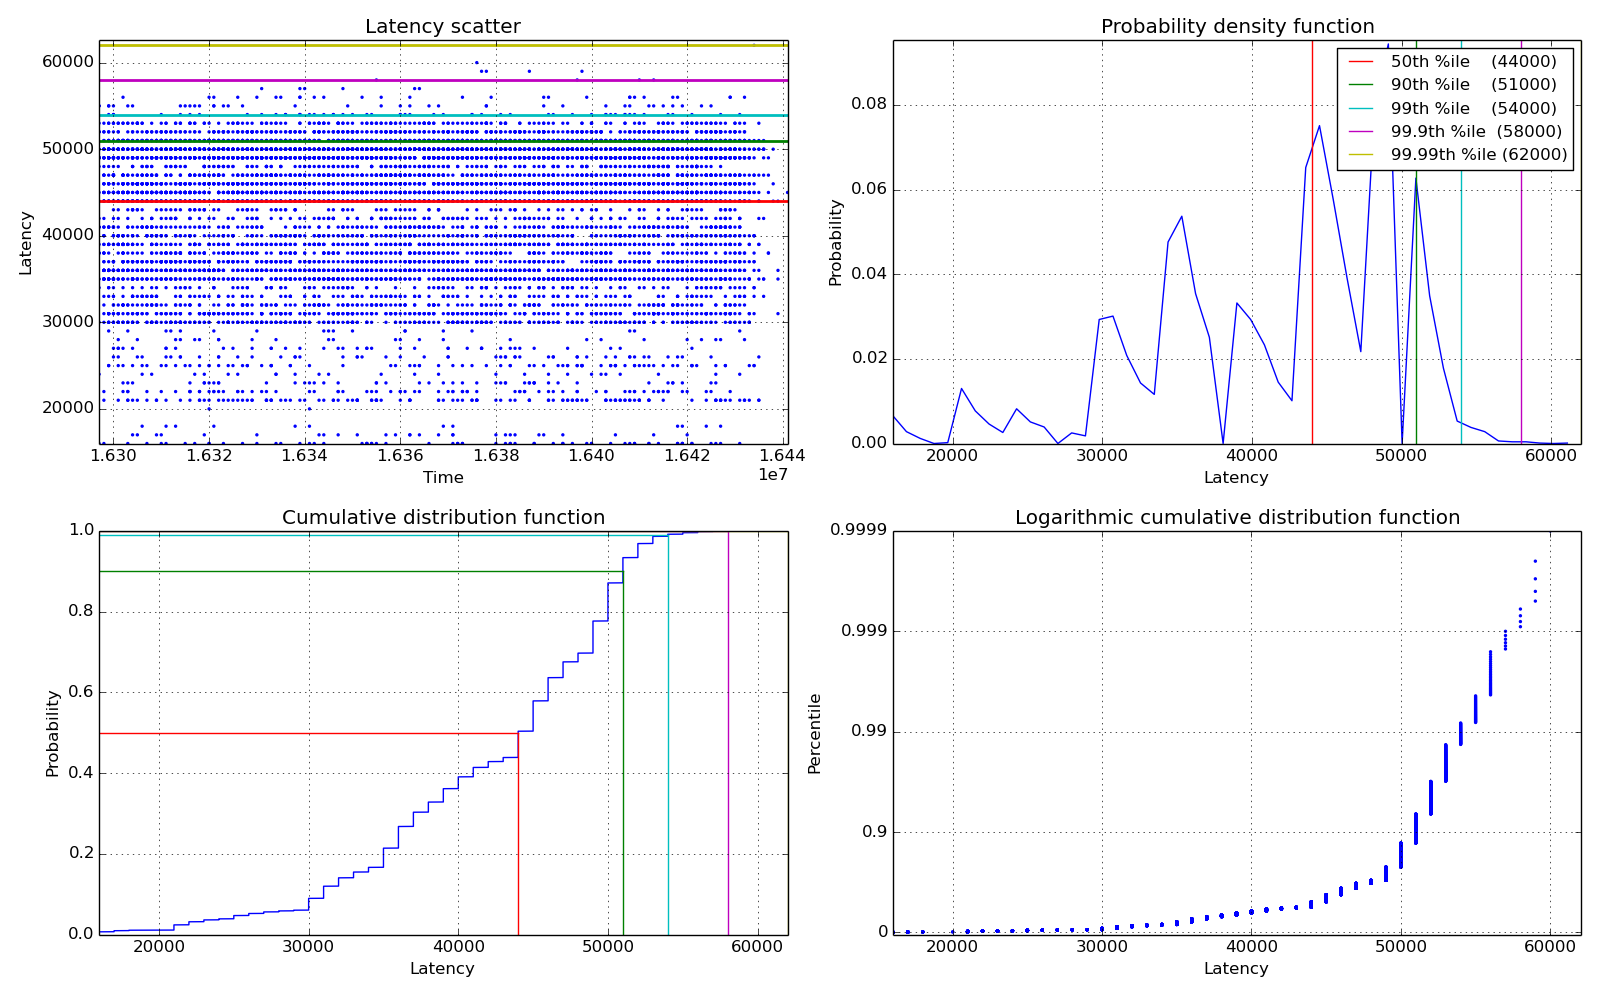 Latency scatter
60000
50000
40000
30000
20000
Latency
1.630 1.632 1.634 1.636 1.638 1.640 1.642 1.644
1e7
Time
Probability density function
50th %ile (44000)
90th %ile (51000)
99th %ile (54000)
99.9th %ile (58000)
99.99th %ile (62000)
0.08
0.06
0.04
0.02
0.00
Probability
20000 30000 40000 50000 60000
Latency
Cumulative distribution function
1.0
0.8
0.6
0.4
0.2
0.0
Probability
20000 30000 40000 50000 60000
Latency
Logarithmic cumulative distribution function
0.9999
0.999
0.99
0.9
0
Percentile
20000 30000 40000 50000 60000
Latency